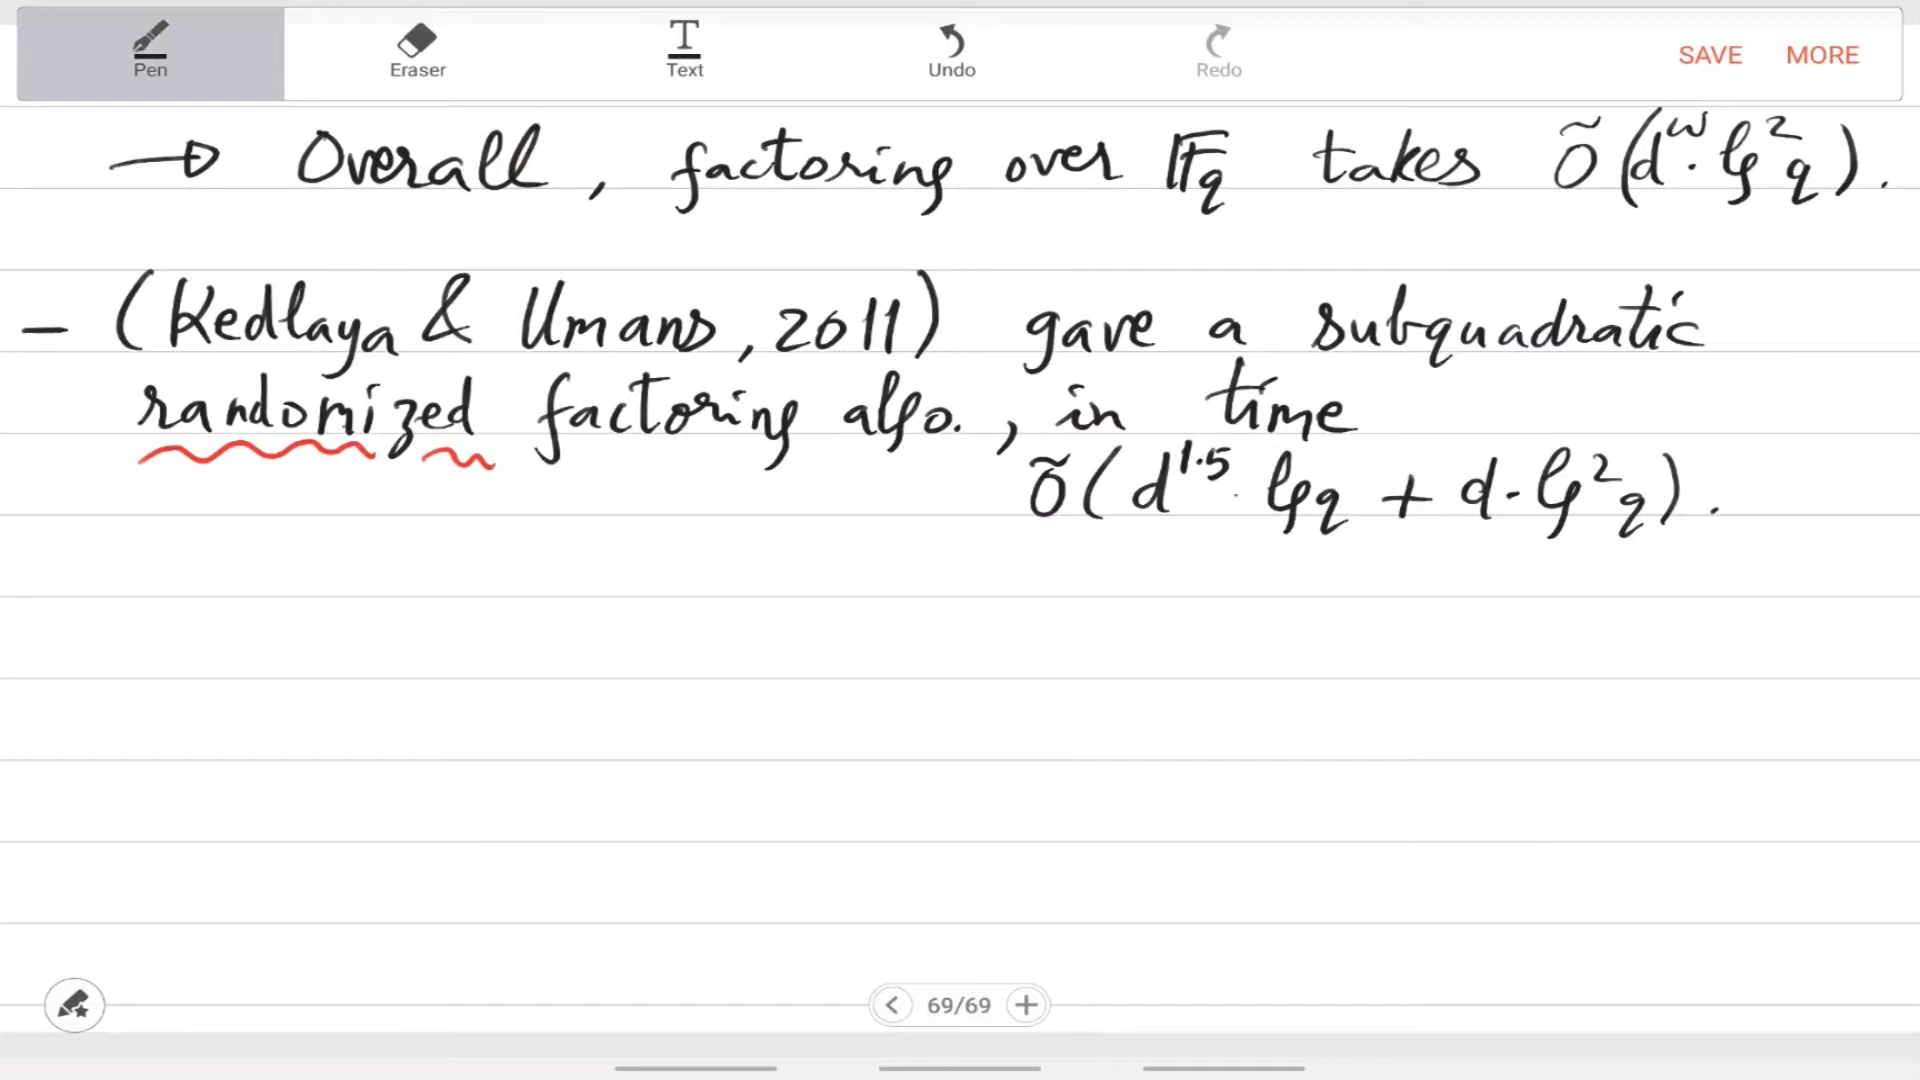 Pen Eraser Text Undo Redo SAVE MORE
→ Overall, factoring over 𝔽q takes Õ(d^ω · lg²q).
– (Kedlaya & Umans, 2011) gave a subquadratic
randomized factoring algo., in time
Õ(d^1.5 · lg q + d · lg²q).
69/69